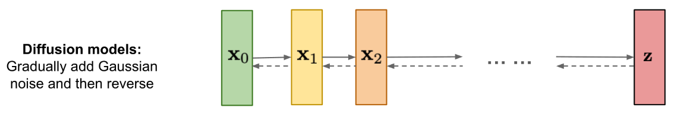 Diffusion models:
Gradually add Gaussian
noise and then reverse
x₀ x₁ x₂ ... ... z